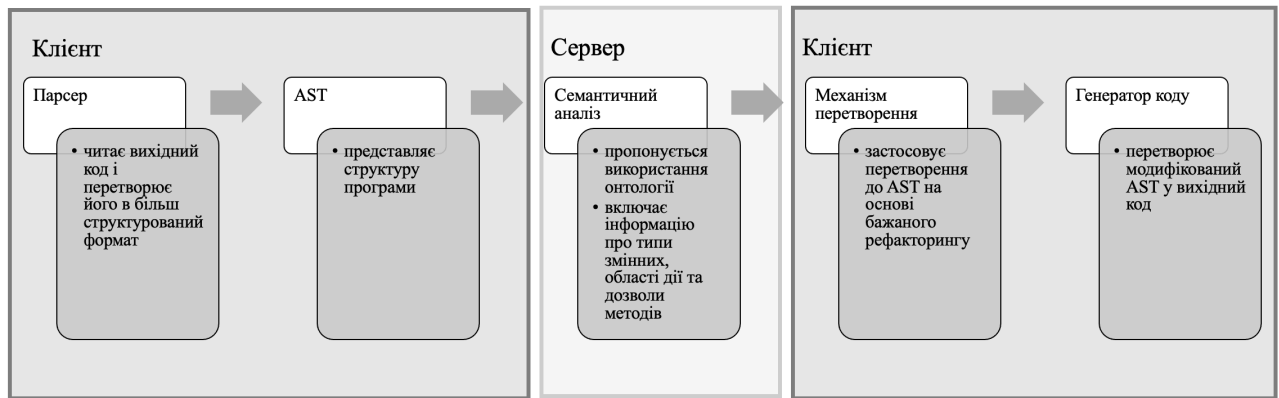 Клієнт
Парсер
• читає вихідний
код і
перетворює
його в більш
структурований
формат
AST
• представляє
структуру
програми
Сервер
Семантичний
аналіз
• пропонується
використання
онтології
• включає
інформацію
про типи
змінних,
області дії та
дозволи
методів
Клієнт
Механізм
перетворення
• застосовує
перетворення
до AST на
основі
бажаного
рефакторингу
Генератор коду
• перетворює
модифікований
AST у вихідний
код